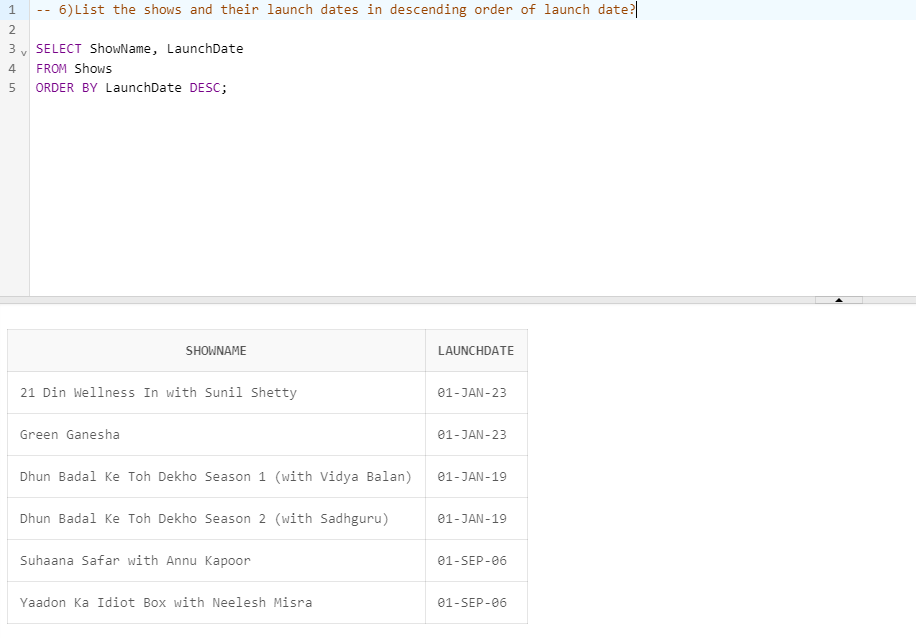 1 -- 6)List the shows and their launch dates in descending order of launch date?
2
3 SELECT ShowName, LaunchDate
4 FROM Shows
5 ORDER BY LaunchDate DESC;
SHOWNAME LAUNCHDATE
21 Din Wellness In with Sunil Shetty 01-JAN-23
Green Ganesha 01-JAN-23
Dhun Badal Ke Toh Dekho Season 1 (with Vidya Balan) 01-JAN-19
Dhun Badal Ke Toh Dekho Season 2 (with Sadhguru) 01-JAN-19
Suhaana Safar with Annu Kapoor 01-SEP-06
Yaadon Ka Idiot Box with Neelesh Misra 01-SEP-06